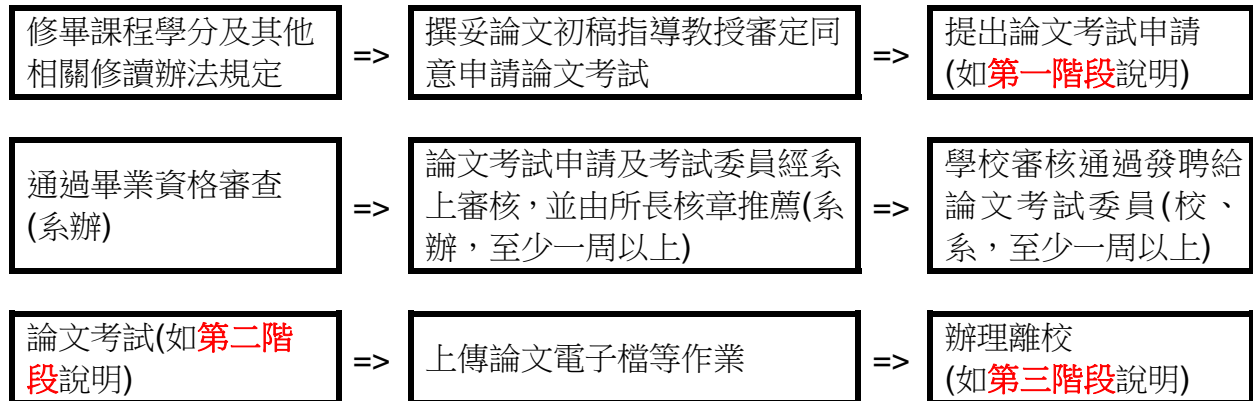 修畢課程學分及其他
相關修讀辦法規定
=>
撰妥論文初稿指導教授審定同
意申請論文考試
=>
提出論文考試申請
(如第一階段說明)
通過畢業資格審查
(系辦)
=>
論文考試申請及考試委員經系
上審核，並由所長核章推薦(系
辦，至少一周以上)
=>
學校審核通過發聘給
論文考試委員(校、
系，至少一周以上)
論文考試(如第二階
段說明)
=>
上傳論文電子檔等作業
=>
辦理離校
(如第三階段說明)